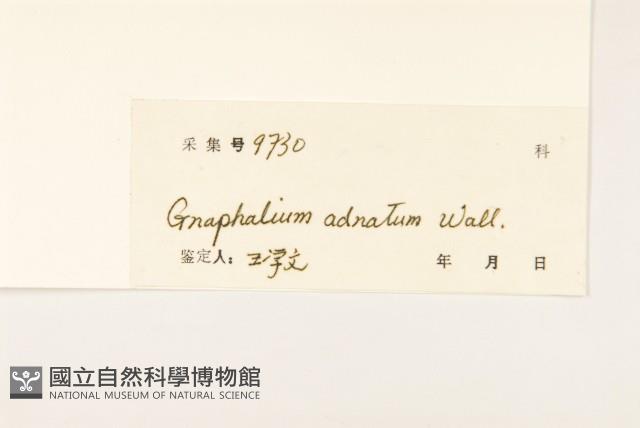 采集号 9730 科
Gnaphalium adnatum Wall.
鉴定人: 王学文 年 月 日
國立自然科學博物館
NATIONAL MUSEUM OF NATURAL SCIENCE